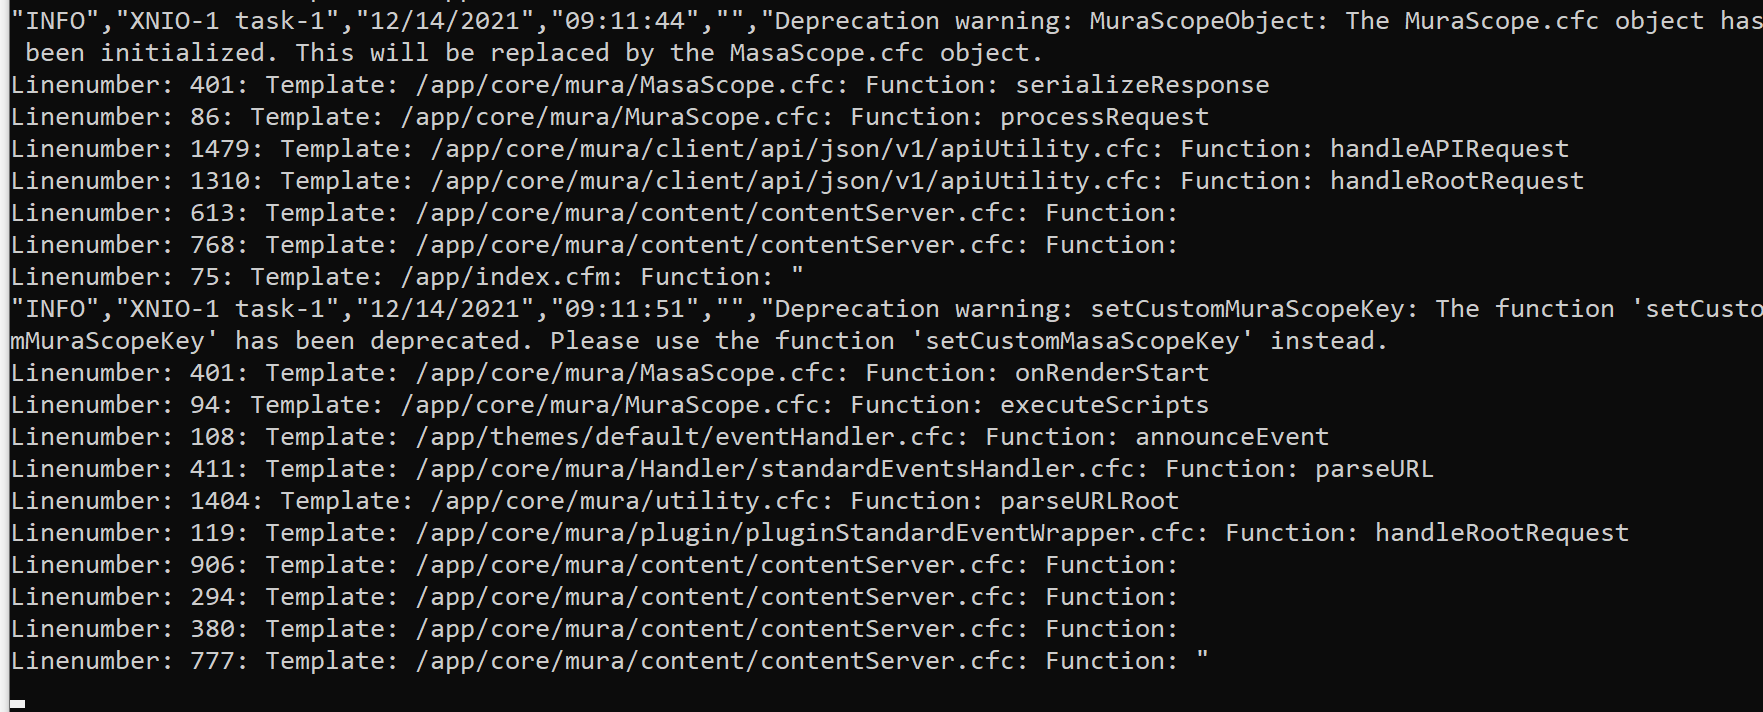 "INFO","XNIO-1 task-1","12/14/2021","09:11:44","","Deprecation warning: MuraScopeObject: The MuraScope.cfc object has
been initialized. This will be replaced by the MasaScope.cfc object.
Linenumber: 401: Template: /app/core/mura/MasaScope.cfc: Function: serializeResponse
Linenumber: 86: Template: /app/core/mura/MuraScope.cfc: Function: processRequest
Linenumber: 1479: Template: /app/core/mura/client/api/json/v1/apiUtility.cfc: Function: handleAPIRequest
Linenumber: 1310: Template: /app/core/mura/client/api/json/v1/apiUtility.cfc: Function: handleRootRequest
Linenumber: 613: Template: /app/core/mura/content/contentServer.cfc: Function:
Linenumber: 768: Template: /app/core/mura/content/contentServer.cfc: Function:
Linenumber: 75: Template: /app/index.cfm: Function: "
"INFO","XNIO-1 task-1","12/14/2021","09:11:51","","Deprecation warning: setCustomMuraScopeKey: The function 'setCusto
mMuraScopeKey' has been deprecated. Please use the function 'setCustomMasaScopeKey' instead.
Linenumber: 401: Template: /app/core/mura/MasaScope.cfc: Function: onRenderStart
Linenumber: 94: Template: /app/core/mura/MuraScope.cfc: Function: executeScripts
Linenumber: 108: Template: /app/themes/default/eventHandler.cfc: Function: announceEvent
Linenumber: 411: Template: /app/core/mura/Handler/standardEventsHandler.cfc: Function: parseURL
Linenumber: 1404: Template: /app/core/mura/utility.cfc: Function: parseURLRoot
Linenumber: 119: Template: /app/core/mura/plugin/pluginStandardEventWrapper.cfc: Function: handleRootRequest
Linenumber: 906: Template: /app/core/mura/content/contentServer.cfc: Function:
Linenumber: 294: Template: /app/core/mura/content/contentServer.cfc: Function:
Linenumber: 380: Template: /app/core/mura/content/contentServer.cfc: Function:
Linenumber: 777: Template: /app/core/mura/content/contentServer.cfc: Function: "